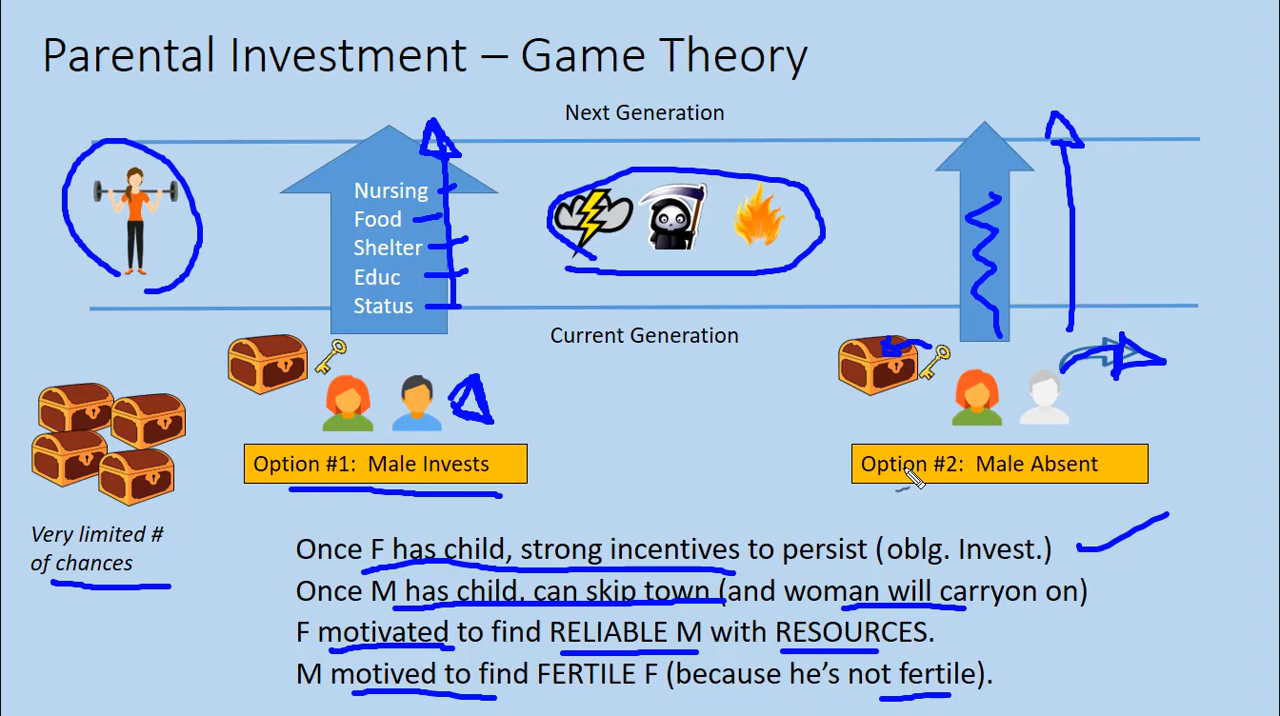 Parental Investment – Game Theory
Next Generation
Nursing
Food
Shelter
Educ
Status
Current Generation
Option #1:  Male Invests
Option #2:  Male Absent
Very limited #
of chances
Once F has child, strong incentives to persist (oblg. Invest.)
Once M has child, can skip town (and woman will carryon on)
F motivated to find RELIABLE M with RESOURCES.
M motived to find FERTILE F (because he’s not fertile).